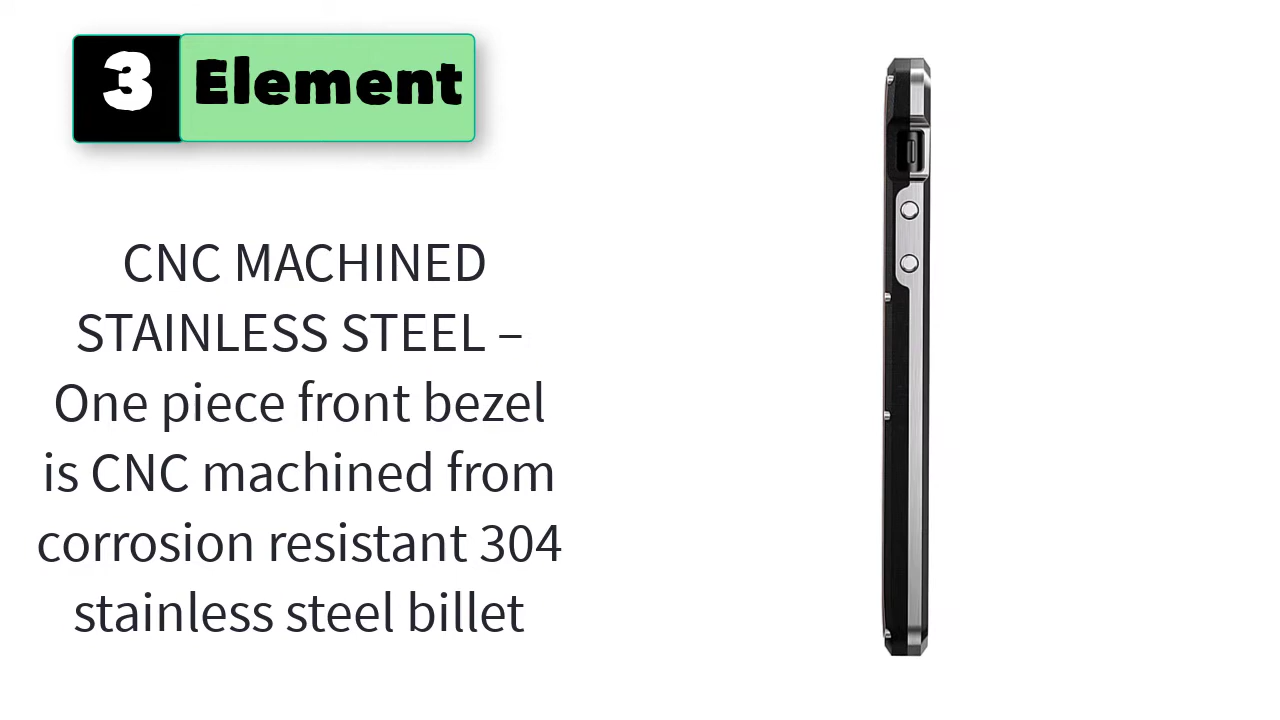 3 Element
CNC MACHINED
STAINLESS STEEL –
One piece front bezel
is CNC machined from
corrosion resistant 304
stainless steel billet